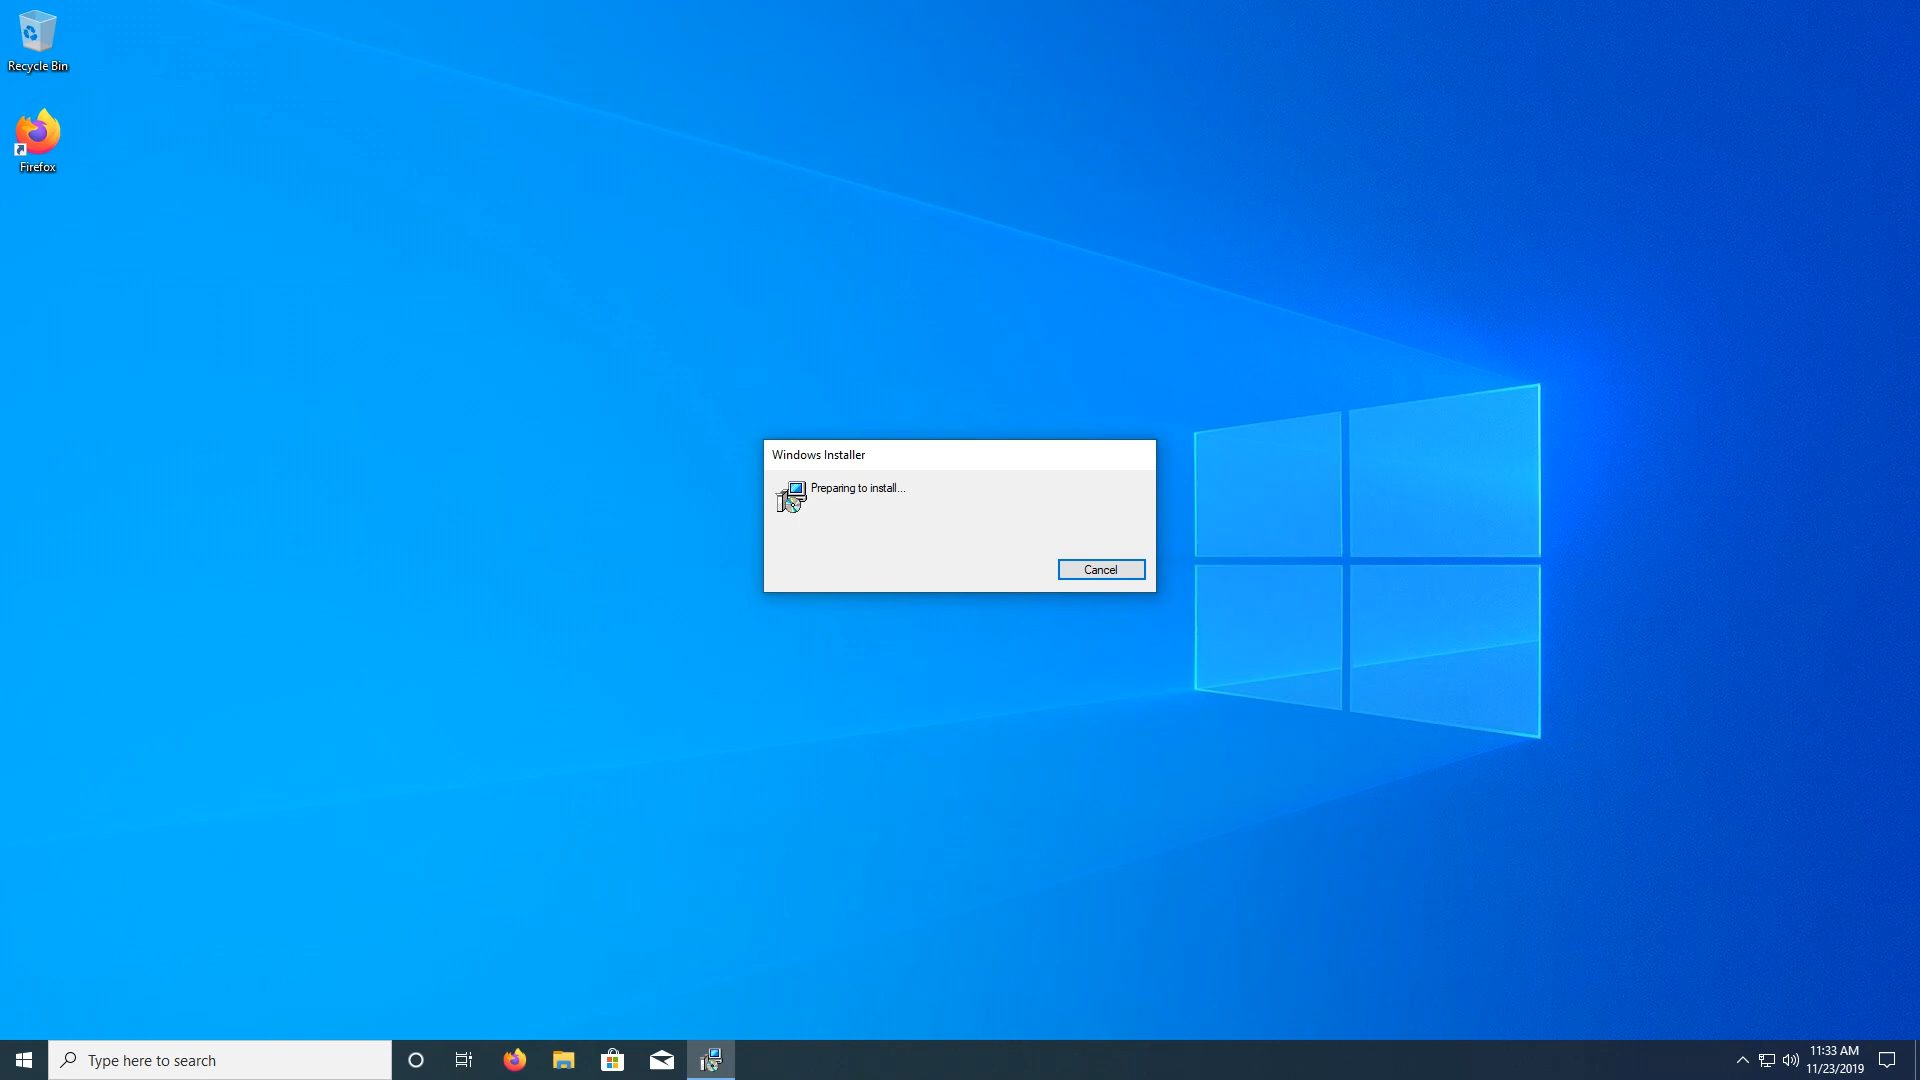 Recycle Bin
Firefox
Windows Installer
Preparing to install...
Cancel
Type here to search
11:33 AM
11/23/2019